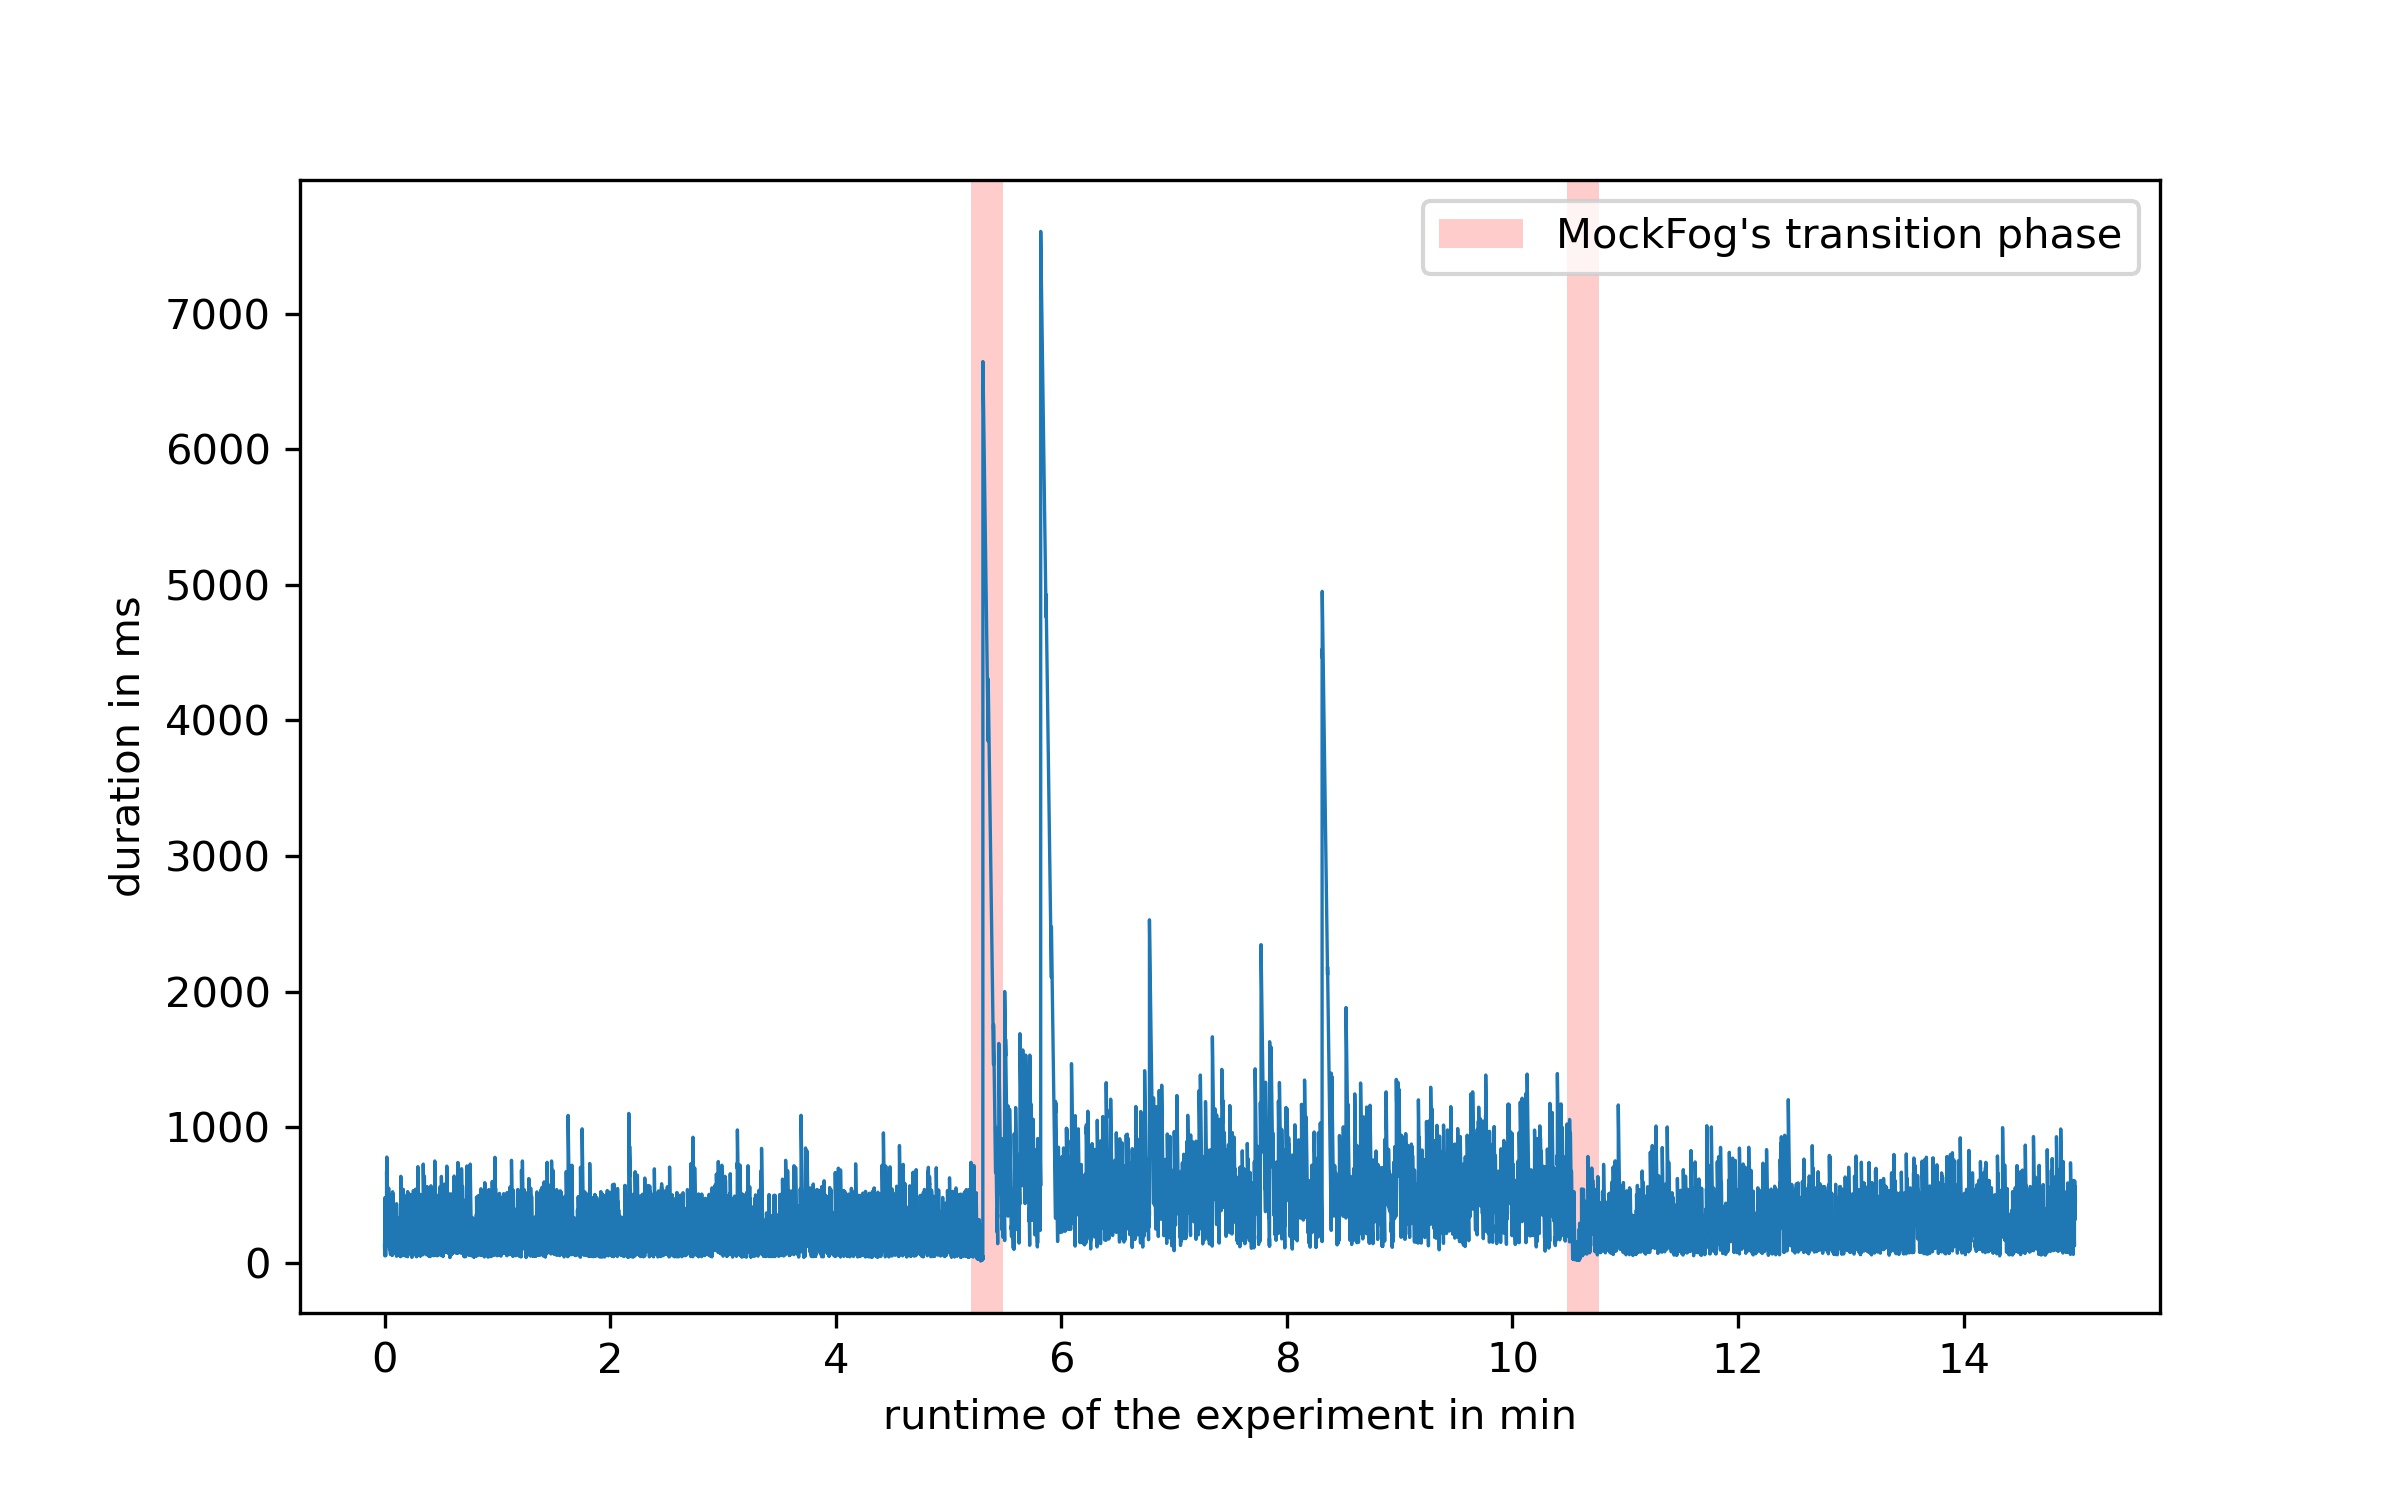 MockFog's transition phase
7000
6000
5000
4000
3000
2000
1000
0
duration in ms
0 2 4 6 8 10 12 14
runtime of the experiment in min